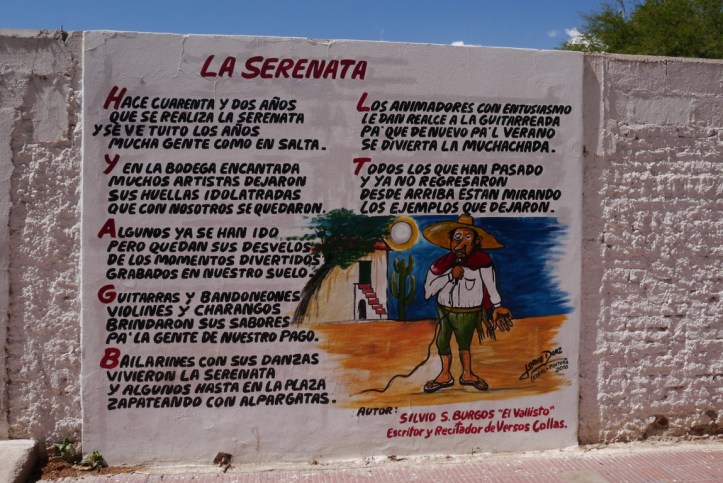 LA SERENATA
HACE CUARENTA Y DOS AÑOS
QUE SE REALIZA LA SERENATA
Y SE VE TUITO LOS AÑOS
MUCHA GENTE COMO EN SALTA.
Y EN LA BODEGA ENCANTADA
MUCHOS ARTISTAS DEJARON
SUS HUELLAS IDOLATRADAS
QUE CON NOSOTROS SE QUEDARON.
ALGUNOS YA SE HAN IDO
PERO QUEDAN SUS DESVELOS
DE LOS MOMENTOS DIVERTIDOS
GRABADOS EN NUESTRO SUELO.
GUITARRAS Y BANDONEONES
VIOLINES Y CHARANGOS
BRINDARON SUS SABORES
PA'LA GENTE DE NUESTRO PAGO.
BAILARINES CON SUS DANZAS
VIVIERON LA SERENATA
Y ALGUNOS HASTA EN LA PLAZA
ZAPATEANDO CON ALPARGATAS.
LOS ANIMADORES CON ENTUSIASMO
LE DAN REALCE A LA GUITARREADA
PA' QUE DE NUEVO PA'L VERANO
SE DIVIERTA LA MUCHACHADA.
TODOS LOS QUE HAN PASADO
Y YA NO REGRESARON
DESDE ARRIBA ESTAN MIRANDO
LOS EJEMPLOS QUE DEJARON.
AUTOR: SILVIO S. BURGOS "El Vallisto"
Escritor y Recitador de Versos Collas.